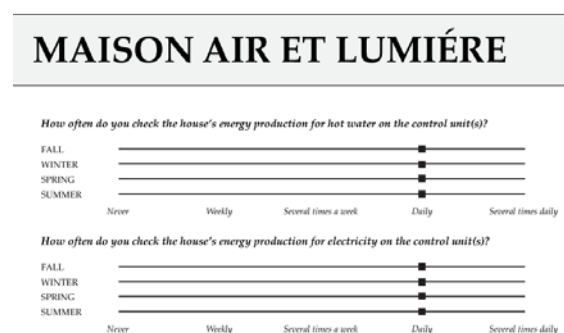 MAISON AIR ET LUMIÉRE
How often do you check the house's energy production for hot water on the control unit(s)?
FALL
WINTER
SPRING
SUMMER
Never Weekly Several times a week Daily Several times daily
How often do you check the house's energy production for electricity on the control unit(s)?
FALL
WINTER
SPRING
SUMMER
Never Weekly Several times a week Daily Several times daily